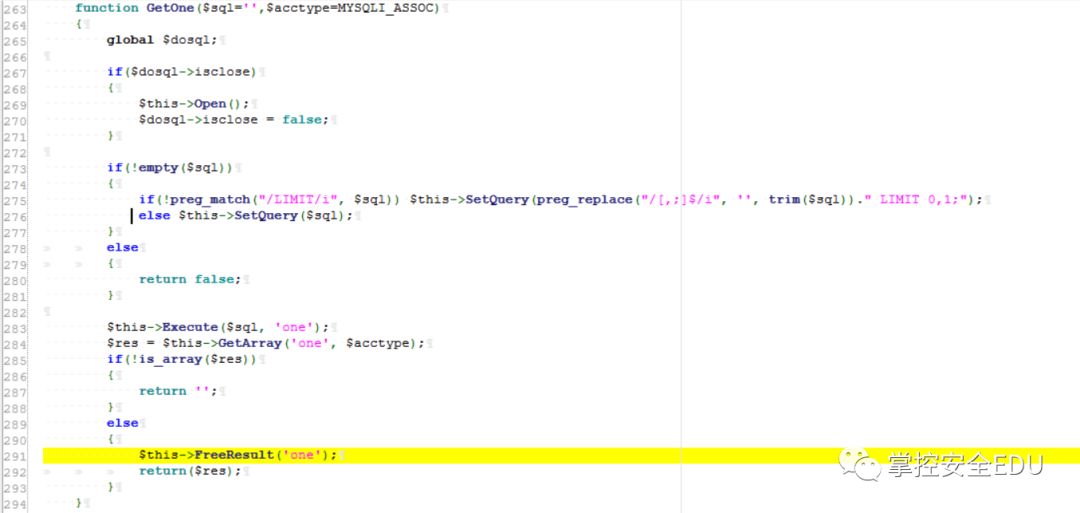 263 function GetOne($sql='',$acctype=MYSQLI_ASSOC)
264 {
265 global $dosql;
266
267 if($dosql->isclose)
268 {
269 $this->Open();
270 $dosql->isclose = false;
271 }
272
273 if(!empty($sql))
274 {
275 if(!preg_match("/LIMIT/i", $sql)) $this->SetQuery(preg_replace("/[,;]$/i", '', trim($sql))." LIMIT 0,1;");
276 else $this->SetQuery($sql);
277 }
278 else
279 {
280 return false;
281 }
282
283 $this->Execute($sql, 'one');
284 $res = $this->GetArray('one', $acctype);
285 if(!is_array($res))
286 {
287 return '';
288 }
289 else
290 {
291 $this->FreeResult('one');
292 return($res);
293 }
294 }
掌控安全EDU